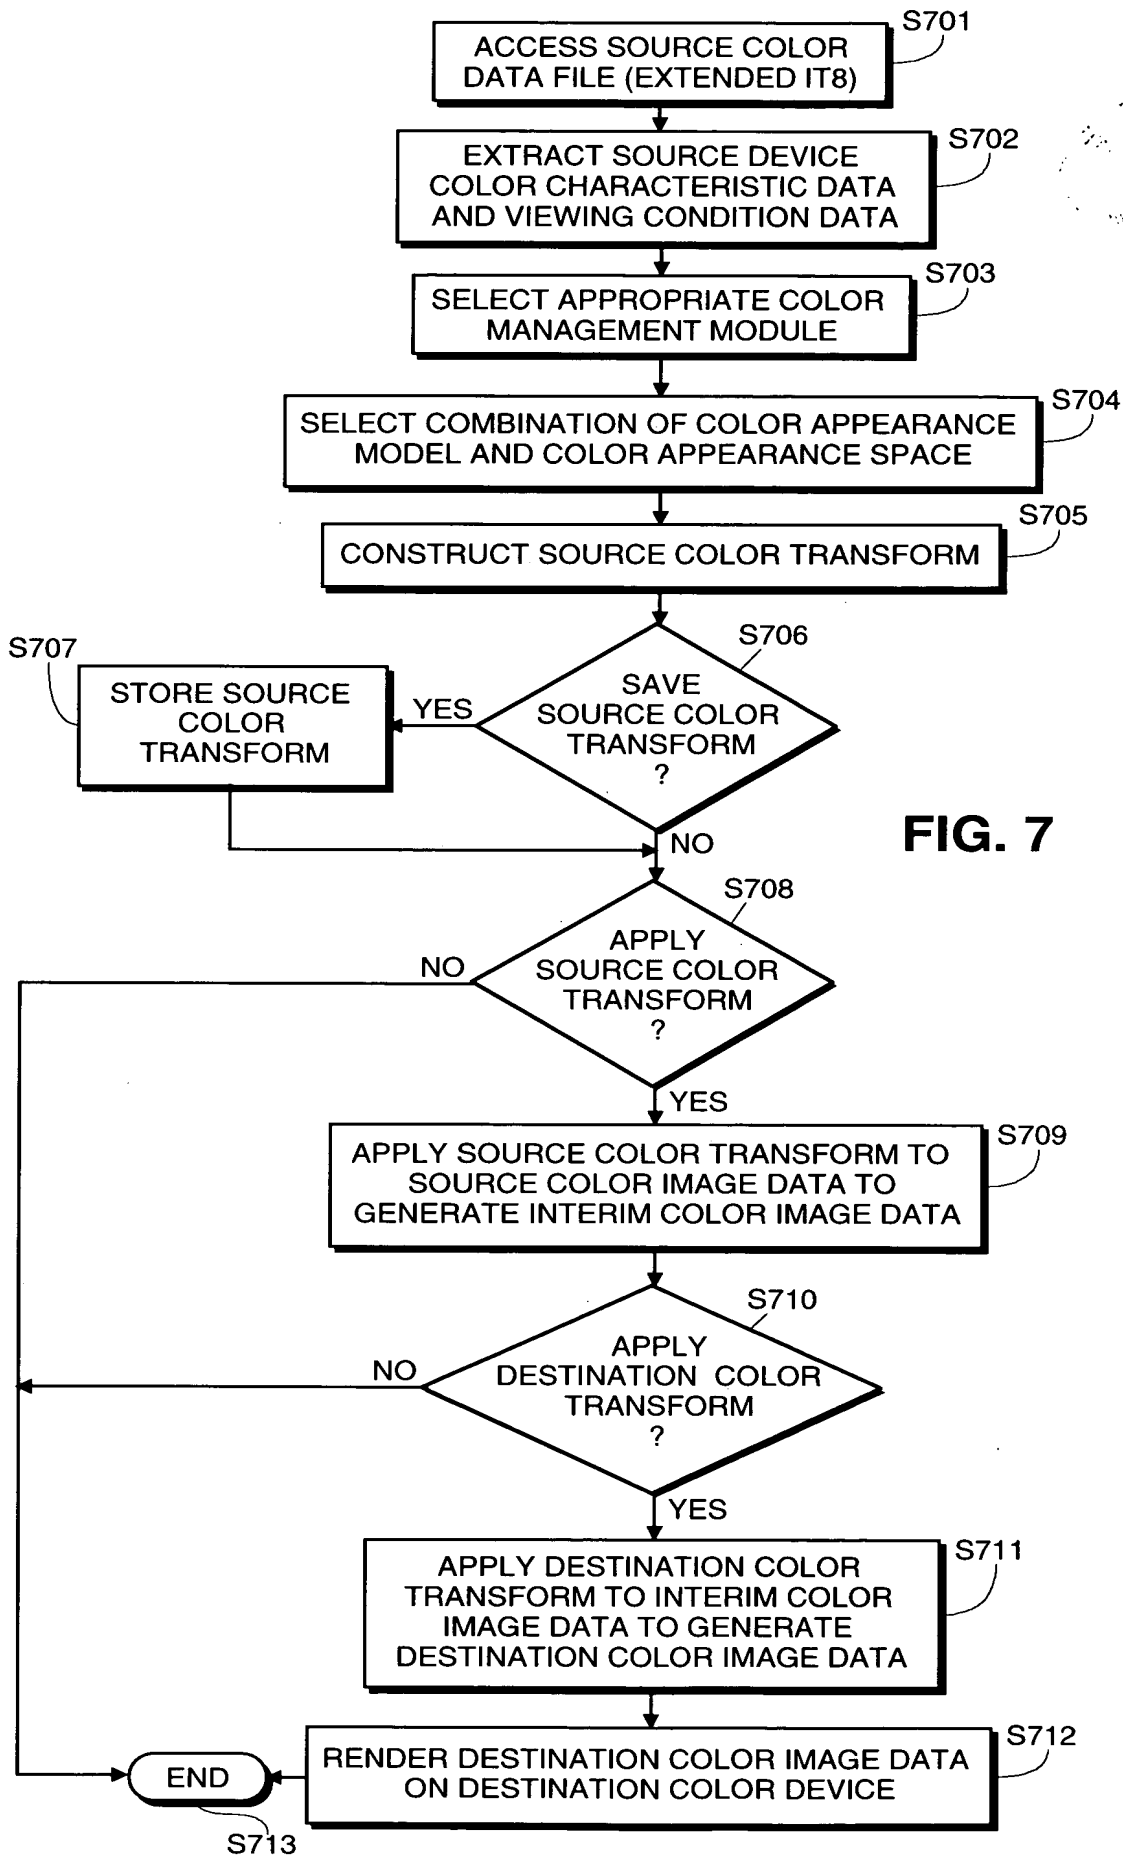 S701
ACCESS SOURCE COLOR
DATA FILE (EXTENDED IT8)
S702
EXTRACT SOURCE DEVICE
COLOR CHARACTERISTIC DATA
AND VIEWING CONDITION DATA
S703
SELECT APPROPRIATE COLOR
MANAGEMENT MODULE
S704
SELECT COMBINATION OF COLOR APPEARANCE
MODEL AND COLOR APPEARANCE SPACE
S705
CONSTRUCT SOURCE COLOR TRANSFORM
S706
SAVE
SOURCE COLOR
TRANSFORM
?
YES
S707
STORE SOURCE
COLOR
TRANSFORM
NO
FIG. 7
S708
APPLY
SOURCE COLOR
TRANSFORM
?
NO
YES
S709
APPLY SOURCE COLOR TRANSFORM TO
SOURCE COLOR IMAGE DATA TO
GENERATE INTERIM COLOR IMAGE DATA
S710
APPLY
DESTINATION COLOR
TRANSFORM
?
NO
YES
S711
APPLY DESTINATION COLOR
TRANSFORM TO INTERIM COLOR
IMAGE DATA TO GENERATE
DESTINATION COLOR IMAGE DATA
S712
RENDER DESTINATION COLOR IMAGE DATA
ON DESTINATION COLOR DEVICE
END
S713